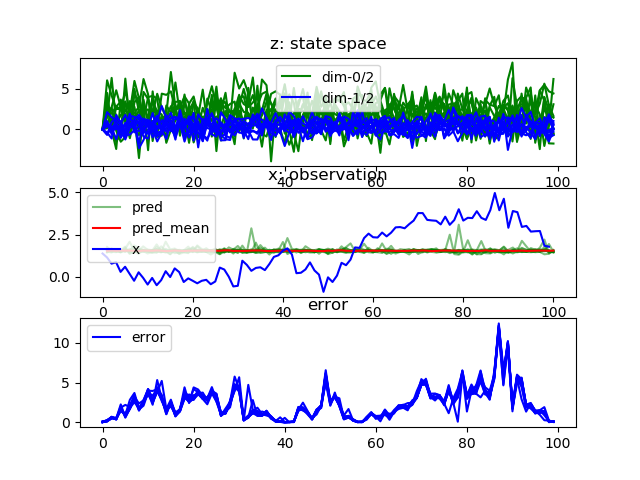 z: state space
dim-0/2
dim-1/2
5
0
0 20 40 60 80 100
x: observation
pred
pred_mean
x
5.0
2.5
0.0
0 20 40 60 80 100
error
error
10
5
0
0 20 40 60 80 100